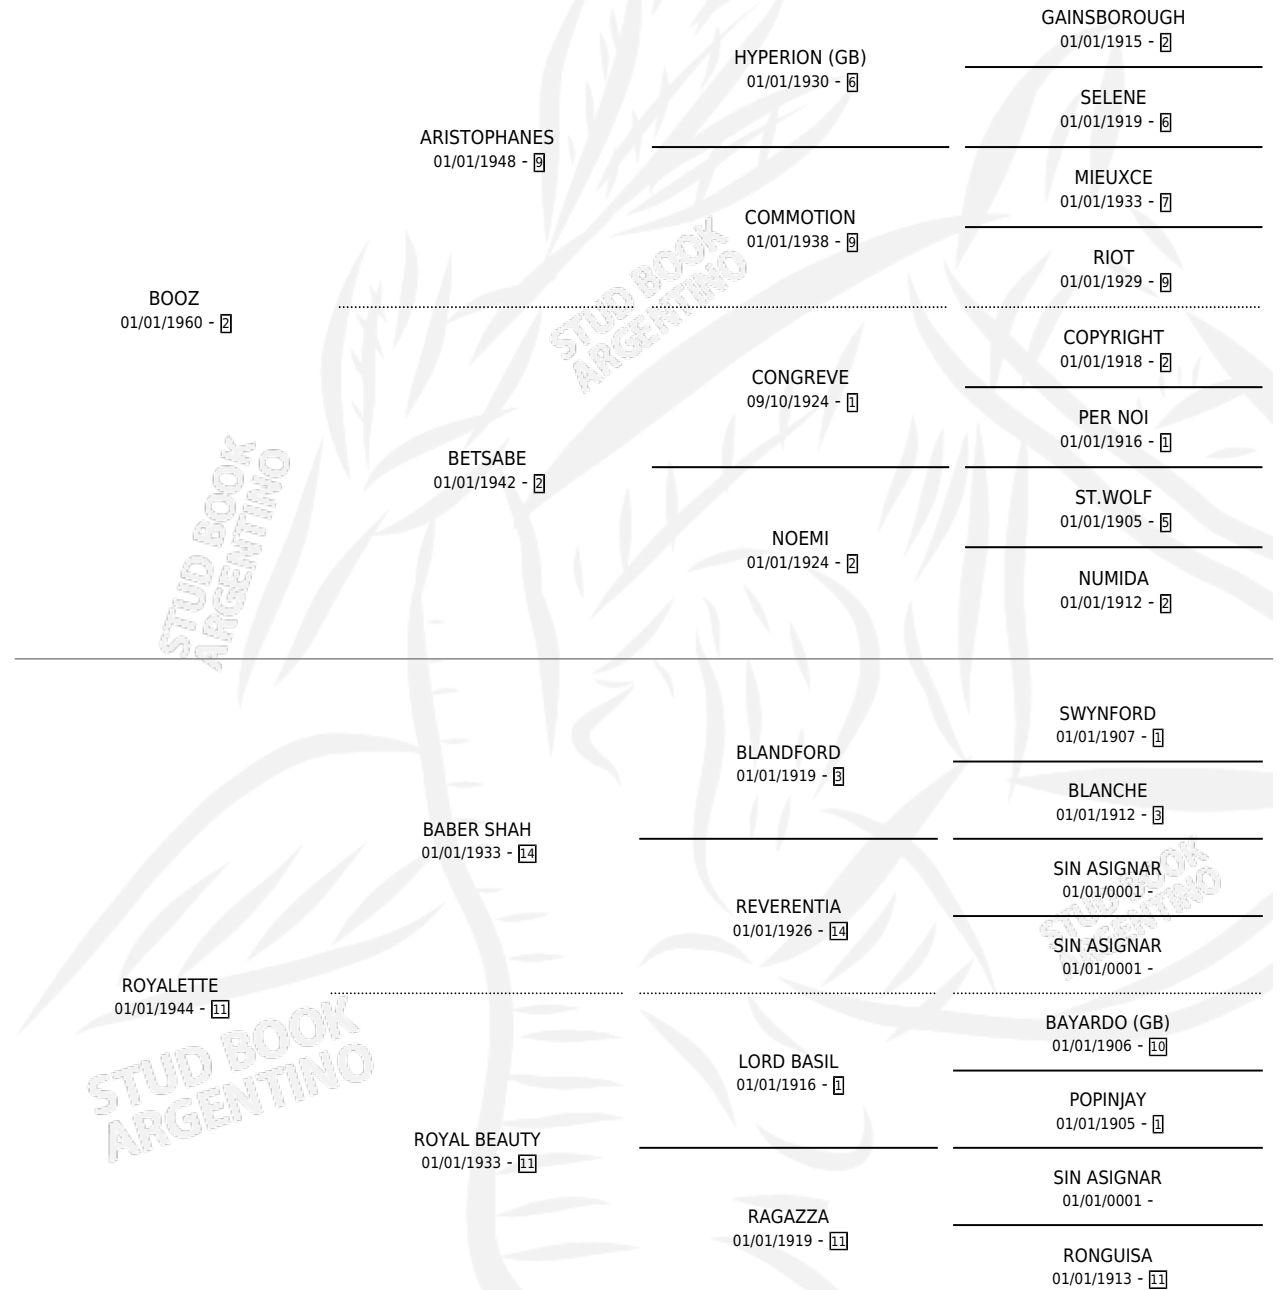 GAINSBOROUGH
01/01/1915 - 2
HYPERION (GB)
01/01/1930 - 6
SELENE
01/01/1919 - 6
ARISTOPHANES
01/01/1948 - 9
MIEUXCE
01/01/1933 - 7
COMMOTION
01/01/1938 - 9
RIOT
01/01/1929 - 9
BOOZ
01/01/1960 - 2
COPYRIGHT
01/01/1918 - 2
CONGREVE
09/10/1924 - 1
PER NOI
01/01/1916 - 1
BETSABE
01/01/1942 - 2
ST.WOLF
01/01/1905 - 5
NOEMI
01/01/1924 - 2
NUMIDA
01/01/1912 - 2
SWYNFORD
01/01/1907 - 1
BLANDFORD
01/01/1919 - 3
BLANCHE
01/01/1912 - 3
BABER SHAH
01/01/1933 - 14
SIN ASIGNAR
01/01/0001 -
REVERENTIA
01/01/1926 - 14
SIN ASIGNAR
01/01/0001 -
ROYALETTE
01/01/1944 - 11
BAYARDO (GB)
01/01/1906 - 10
LORD BASIL
01/01/1916 - 1
POPINJAY
01/01/1905 - 1
ROYAL BEAUTY
01/01/1933 - 11
SIN ASIGNAR
01/01/0001 -
RAGAZZA
01/01/1919 - 11
RONGUISA
01/01/1913 - 11
STUD BOOK
ARGENTINO
STUD BOOK
ARGENTINO
STUD BOOK
ARGENTINO
STUD BOOK
ARGENTINO